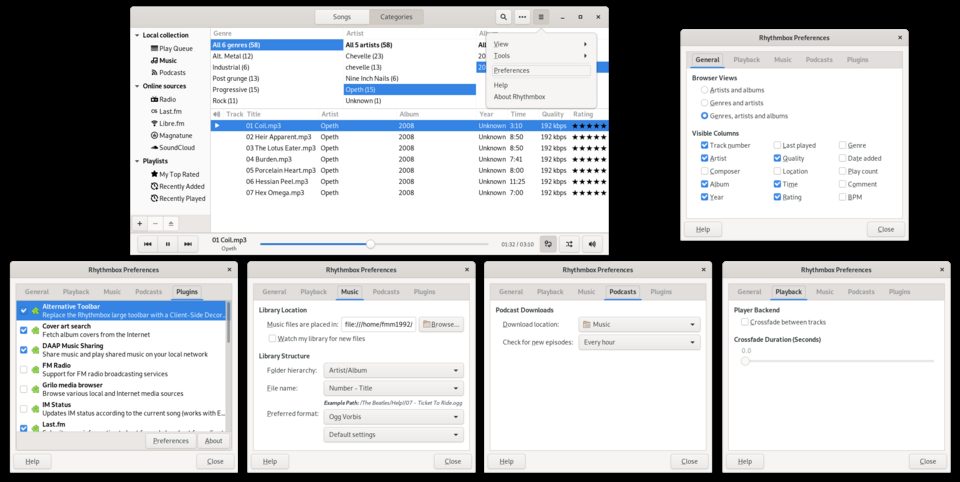 Songs Categories
Local collection
Play Queue
Music
Podcasts
Online sources
Radio
Last.fm
Libre.fm
Magnatune
SoundCloud
Playlists
My Top Rated
Recently Added
Recently Played
Genre Artist
All 6 genres (58) All 5 artists (58)
Alt. Metal (12) Chevelle (23)
Industrial (6) chevelle (13)
Post grunge (13) Nine Inch Nails (6)
Progressive (15) Opeth (15)
Rock (11) Unknown (1)
View
Tools
Preferences
Help
About Rhythmbox
Track Title Artist Album Year Time Quality Rating
01 Coil.mp3 Opeth 2008 Unknown 3:10 192 kbps ★★★★★
02 Heir Apparent.mp3 Opeth 2008 Unknown 8:50 192 kbps ★★★★★
03 The Lotus Eater.mp3 Opeth 2008 Unknown 8:50 192 kbps ★★★★★
04 Burden.mp3 Opeth 2008 Unknown 7:41 192 kbps ★★★★★
05 Porcelain Heart.mp3 Opeth 2008 Unknown 8:00 192 kbps ★★★★★
06 Hessian Peel.mp3 Opeth 2008 Unknown 11:25 192 kbps ★★★★★
07 Hex Omega.mp3 Opeth 2008 Unknown 7:00 192 kbps ★★★★★
01 Coil.mp3
Opeth
01:32 / 03:10
Rhythmbox Preferences
General Playback Music Podcasts Plugins
Browser Views
Artists and albums
Genres and artists
Genres, artists and albums
Visible Columns
Track number Last played Genre
Artist Quality Date added
Composer Location Play count
Album Time Comment
Year Rating BPM
Help Close
Rhythmbox Preferences
General Playback Music Podcasts Plugins
Alternative Toolbar
Replace the Rhythmbox large toolbar with a Client-Side Decor...
Cover art search
Fetch album covers from the Internet
DAAP Music Sharing
Share music and play shared music on your local network
FM Radio
Support for FM radio broadcasting services
Grilo media browser
Browse various local and Internet media sources
IM Status
Updates IM status according to the current song (works with E...
Last.fm
Preferences About
Help Close
Rhythmbox Preferences
General Playback Music Podcasts Plugins
Library Location
Music files are placed in: file:///home/fmm1992/ Browse...
Watch my library for new files
Library Structure
Folder hierarchy: Artist/Album
File name: Number - Title
Example Path: /The Beatles/Help!/07 - Ticket To Ride.ogg
Preferred format: Ogg Vorbis
Default settings
Help Close
Rhythmbox Preferences
General Playback Music Podcasts Plugins
Podcast Downloads
Download location: Music
Check for new episodes: Every hour
Help Close
Rhythmbox Preferences
General Playback Music Podcasts Plugins
Player Backend
Crossfade between tracks
Crossfade Duration (Seconds)
0.0
Help Close